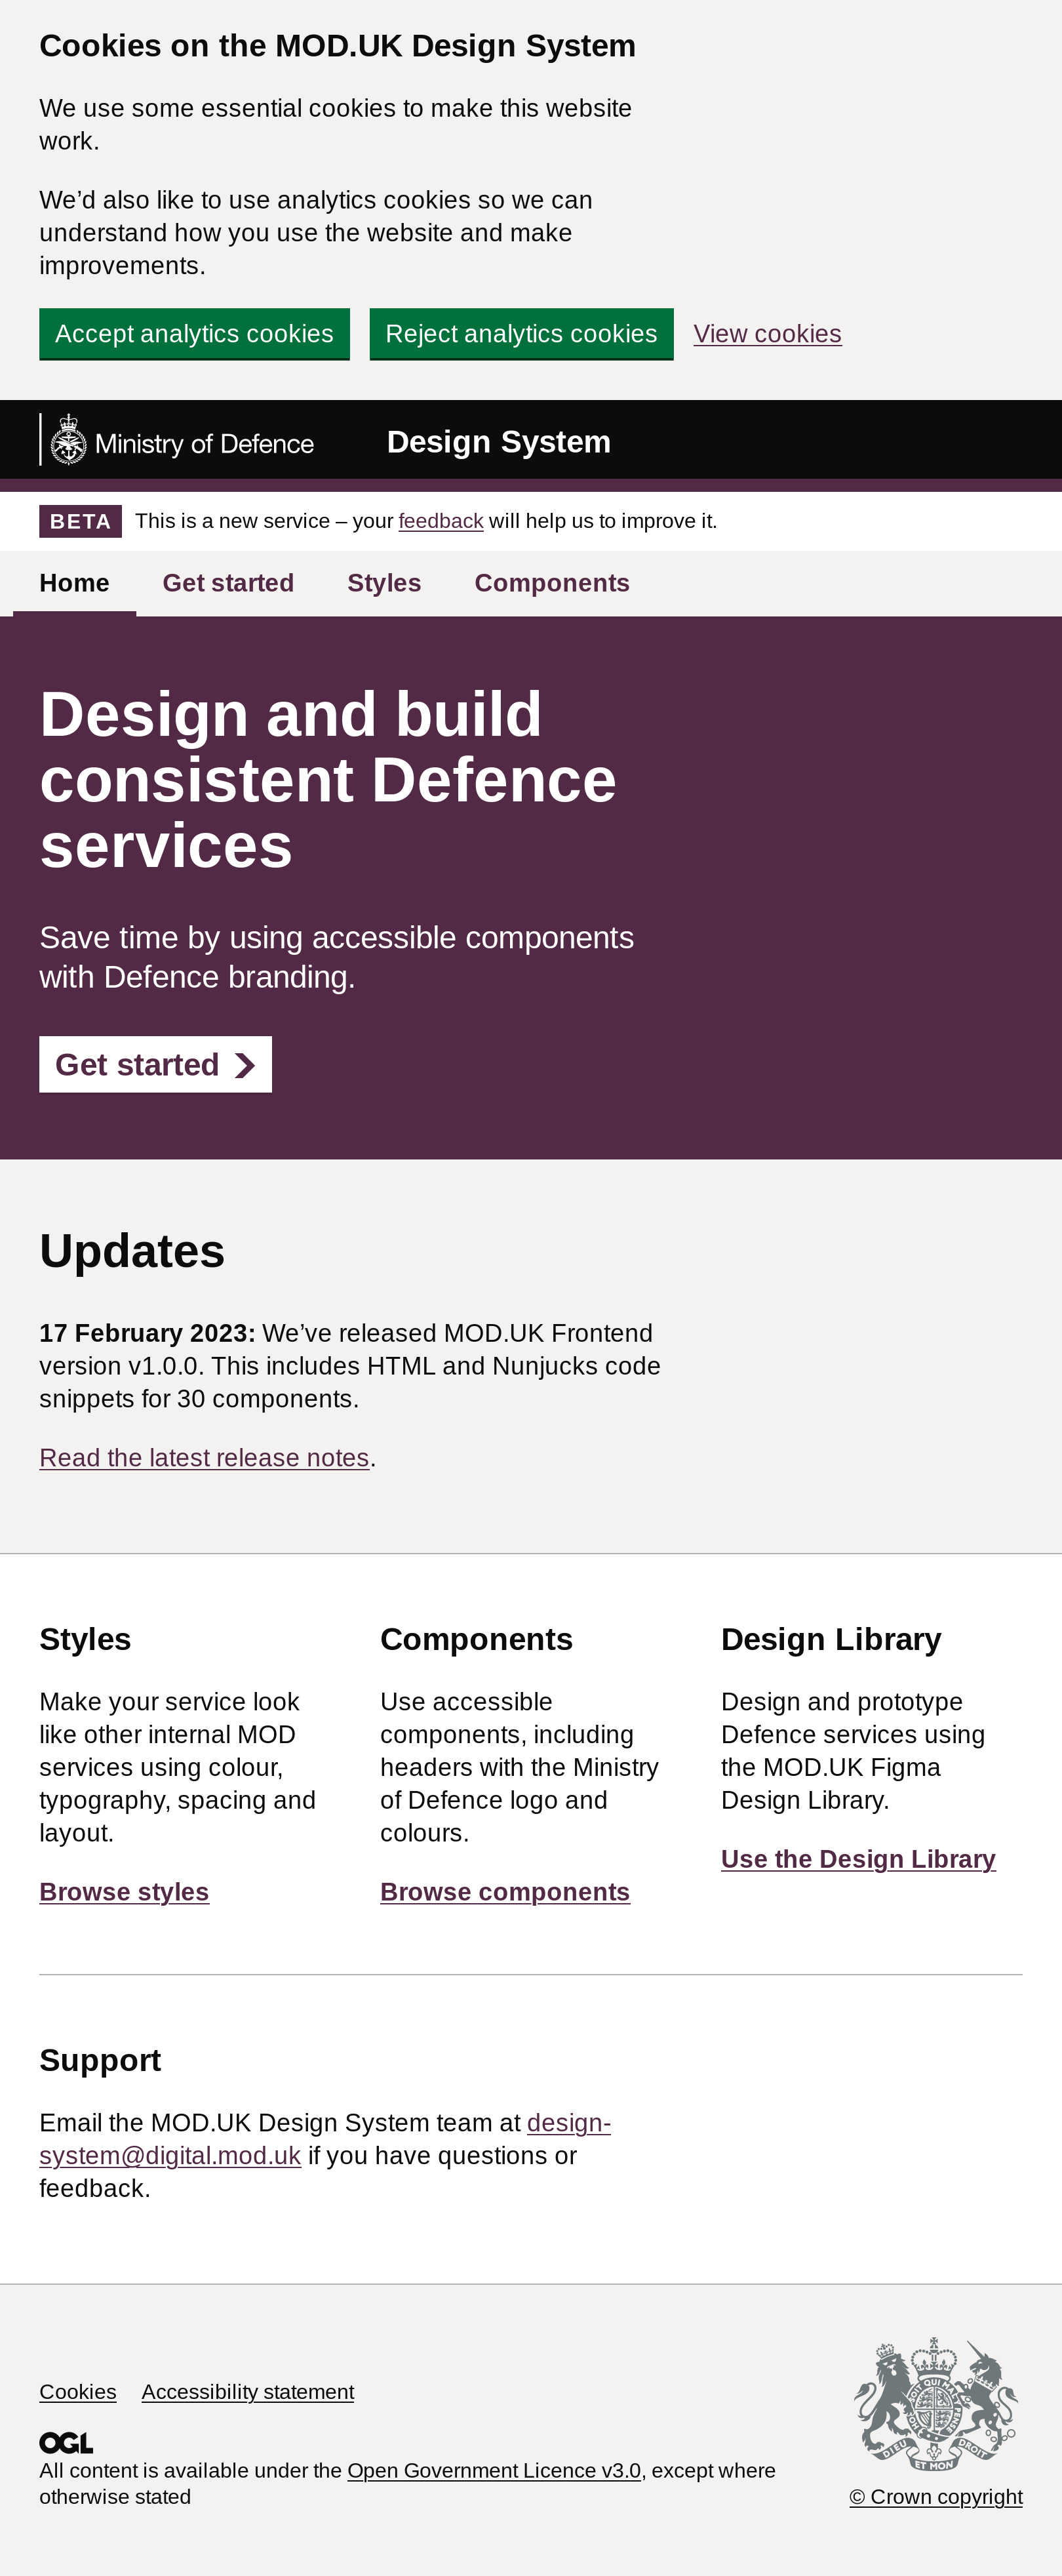 Cookies on the MOD.UK Design System
We use some essential cookies to make this website
work.
We’d also like to use analytics cookies so we can
understand how you use the website and make
improvements.
Accept analytics cookies
Reject analytics cookies
View cookies
Ministry of Defence
Design System
BETA
This is a new service – your feedback will help us to improve it.
Home
Get started
Styles
Components
Design and build
consistent Defence
services
Save time by using accessible components
with Defence branding.
Get started
Updates
17 February 2023: We’ve released MOD.UK Frontend
version v1.0.0. This includes HTML and Nunjucks code
snippets for 30 components.
Read the latest release notes.
Styles
Make your service look
like other internal MOD
services using colour,
typography, spacing and
layout.
Browse styles
Components
Use accessible
components, including
headers with the Ministry
of Defence logo and
colours.
Browse components
Design Library
Design and prototype
Defence services using
the MOD.UK Figma
Design Library.
Use the Design Library
Support
Email the MOD.UK Design System team at design-
system@digital.mod.uk if you have questions or
feedback.
Cookies
Accessibility statement
OGL
All content is available under the Open Government Licence v3.0, except where
otherwise stated
DIEU ET MON DROIT
© Crown copyright